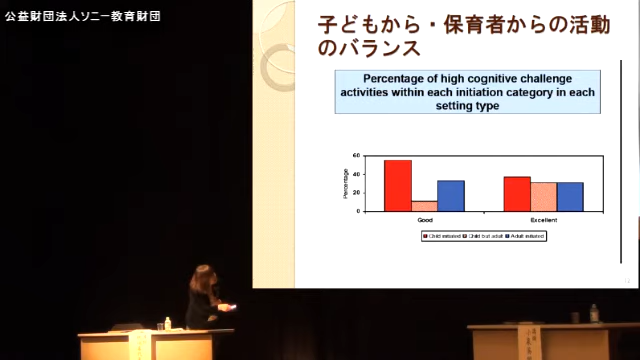 公益財団法人ソニー教育財団
子どもから・保育者からの活動
のバランス
Percentage of high cognitive challenge
activities within each initiation category in each
setting type
60
40
20
0
Percentage
Good
Excellent
Child initiated
Child but adult
Adult initiated